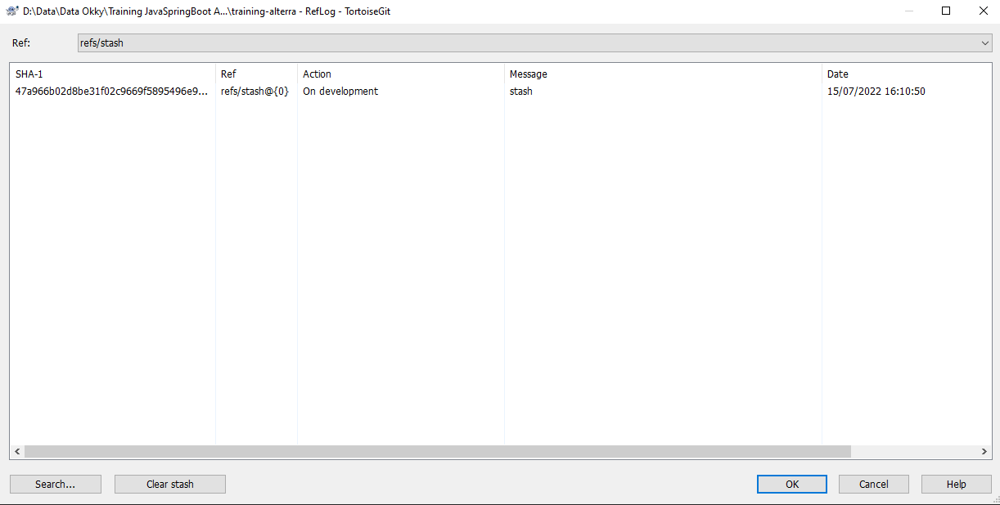 D:\Data\Data Okky\Training JavaSpringBoot A...\training-alterra - RefLog - TortoiseGit
Ref: refs/stash
SHA-1 Ref Action Message Date
47a966b02d8be31f02c9669f5895496e9... refs/stash@{0} On development stash 15/07/2022 16:10:50
Search... Clear stash OK Cancel Help